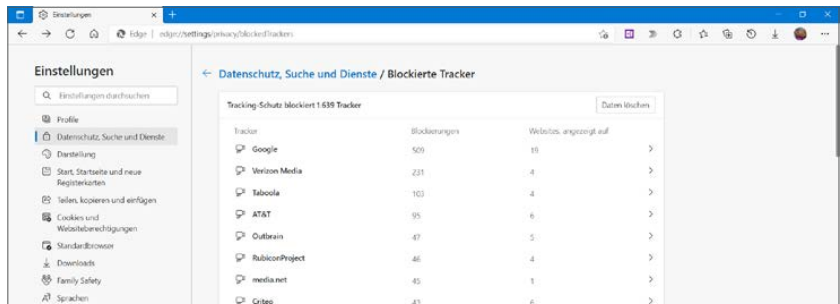 Einstellungen
Edge | edge://settings/privacy/blockedTrackers
Einstellungen
Einstellungen durchsuchen
Profile
Datenschutz, Suche und Dienste
Darstellung
Start, Startseite und neue
Registerkarten
Teilen, kopieren und einfügen
Cookies und
Websiteberechtigungen
Standardbrowser
Downloads
Family Safety
Sprachen
Datenschutz, Suche und Dienste / Blockierte Tracker
Tracking-Schutz blockiert 1.639 Tracker
Daten löschen
Tracker Blockierungen Websites, angezeigt auf
Google 509 19
Verizon Media 231 4
Taboola 103 4
AT&T 95 6
Outbrain 47 5
RubiconProject 46 4
media.net 45 1
Criteo 43 6